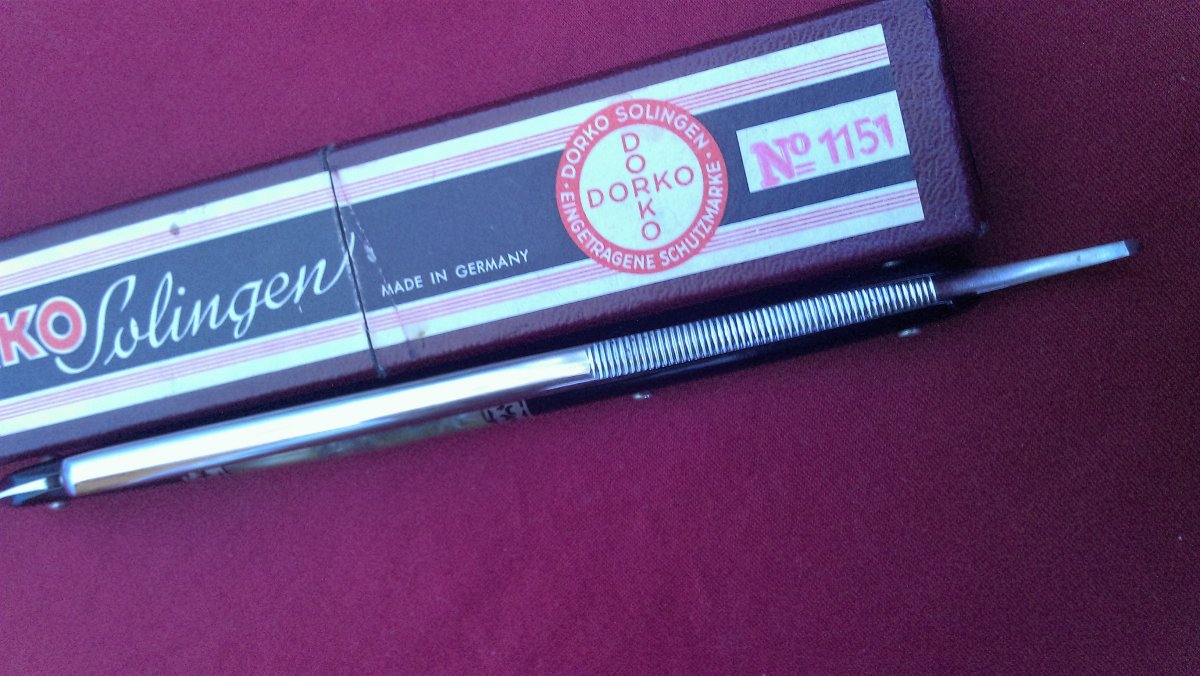 KO Solingen
MADE IN GERMANY
DORKO SOLINGEN
EINGETRAGENE SCHUTZMARKE
DORKO
DORKO
No 1151